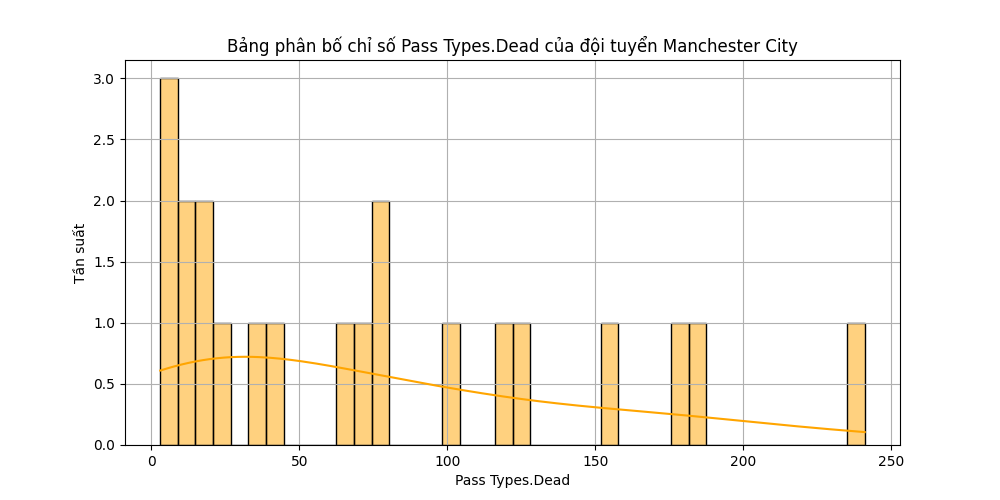 Bảng phân bố chỉ số Pass Types.Dead của đội tuyển Manchester City
3.0
2.5
2.0
1.5
1.0
0.5
0.0
Tần suất
0 50 100 150 200 250
Pass Types.Dead